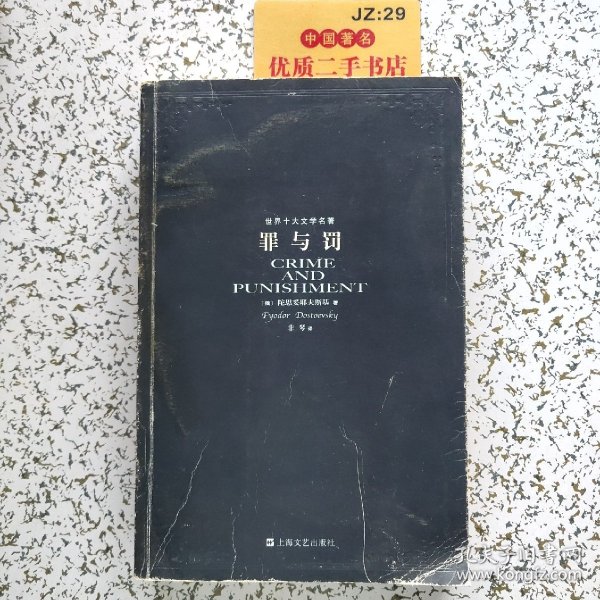 JZ:29
中国著名
优质二手书店
世界十大文学名著
罪与罚
CRIME
AND
PUNISHMENT
〔俄〕陀思妥耶夫斯基 著
Fyodor Dostoevsky
非琴 译
上海文艺出版社
孔夫子旧书网
www.kongfz.com